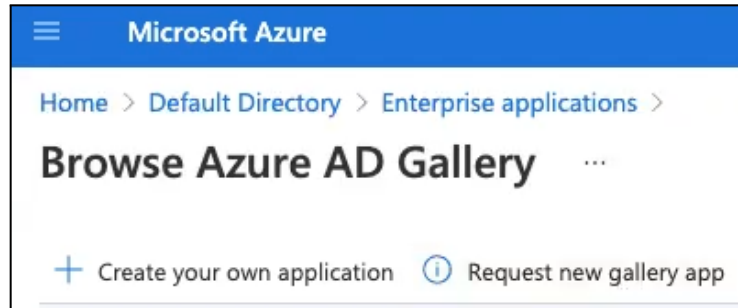 Microsoft Azure
Home > Default Directory > Enterprise applications >
Browse Azure AD Gallery ...
+ Create your own application Request new gallery app